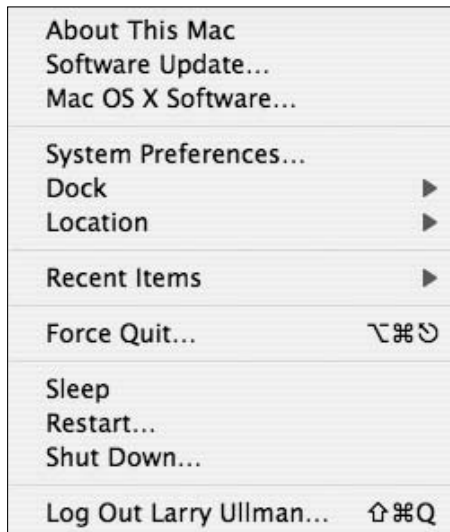 About This Mac
Software Update...
Mac OS X Software...
System Preferences...
Dock ▶
Location ▶
Recent Items ▶
Force Quit... ⌥⌘⎋
Sleep
Restart...
Shut Down...
Log Out Larry Ullman... ⇧⌘Q